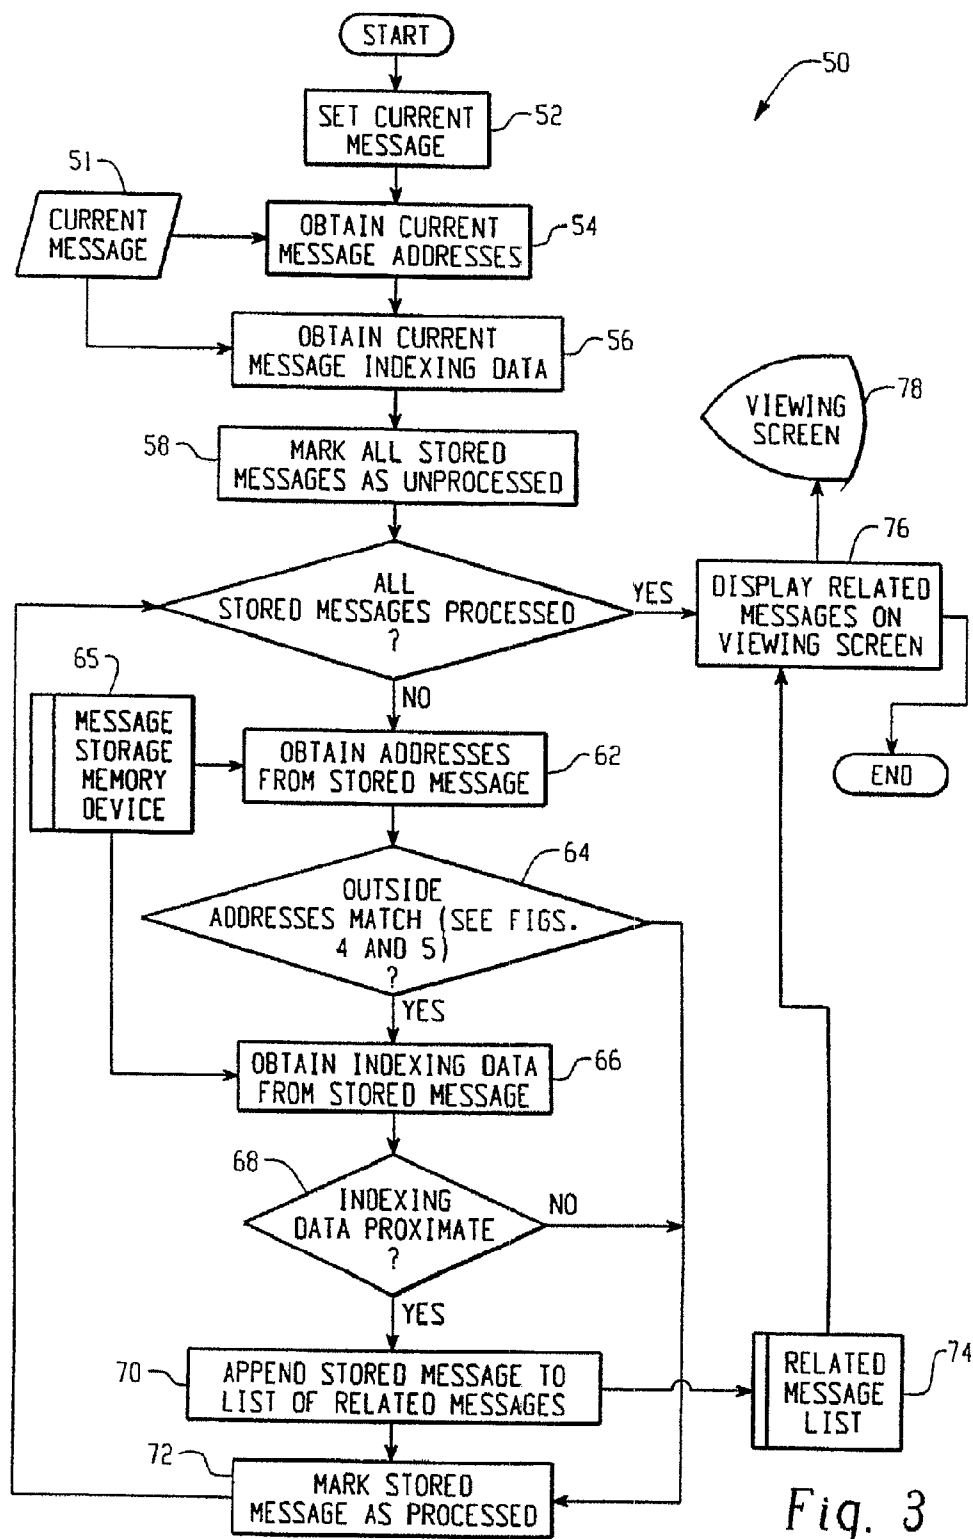 START
50
SET CURRENT
MESSAGE
52
51
CURRENT
MESSAGE
OBTAIN CURRENT
MESSAGE ADDRESSES
54
OBTAIN CURRENT
MESSAGE INDEXING DATA
56
58
MARK ALL STORED
MESSAGES AS UNPROCESSED
VIEWING
SCREEN
78
ALL
STORED MESSAGES PROCESSED
?
YES
NO
76
DISPLAY RELATED
MESSAGES ON
VIEWING SCREEN
END
65
MESSAGE
STORAGE
MEMORY
DEVICE
OBTAIN ADDRESSES
FROM STORED MESSAGE
62
OUTSIDE
ADDRESSES MATCH (SEE FIGS.
4 AND 5)
?
64
YES
OBTAIN INDEXING DATA
FROM STORED MESSAGE
66
68
INDEXING
DATA PROXIMATE
?
NO
YES
70
APPEND STORED MESSAGE TO
LIST OF RELATED MESSAGES
RELATED
MESSAGE
LIST
74
72
MARK STORED
MESSAGE AS PROCESSED
Fig. 3